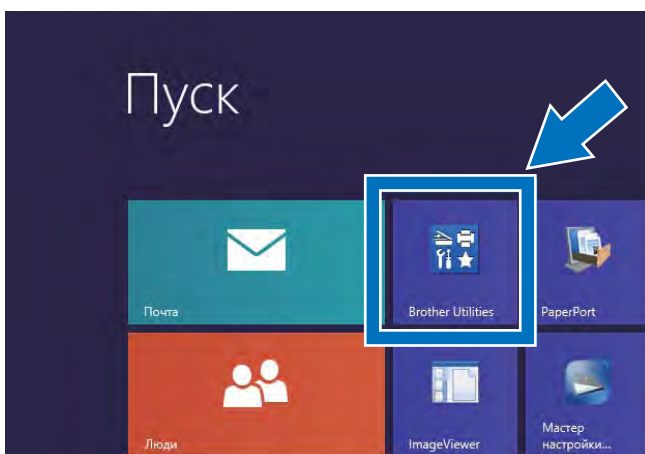 Пуск
Почта
Brother Utilities
PaperPort
Люди
ImageViewer
Мастер
настройки...